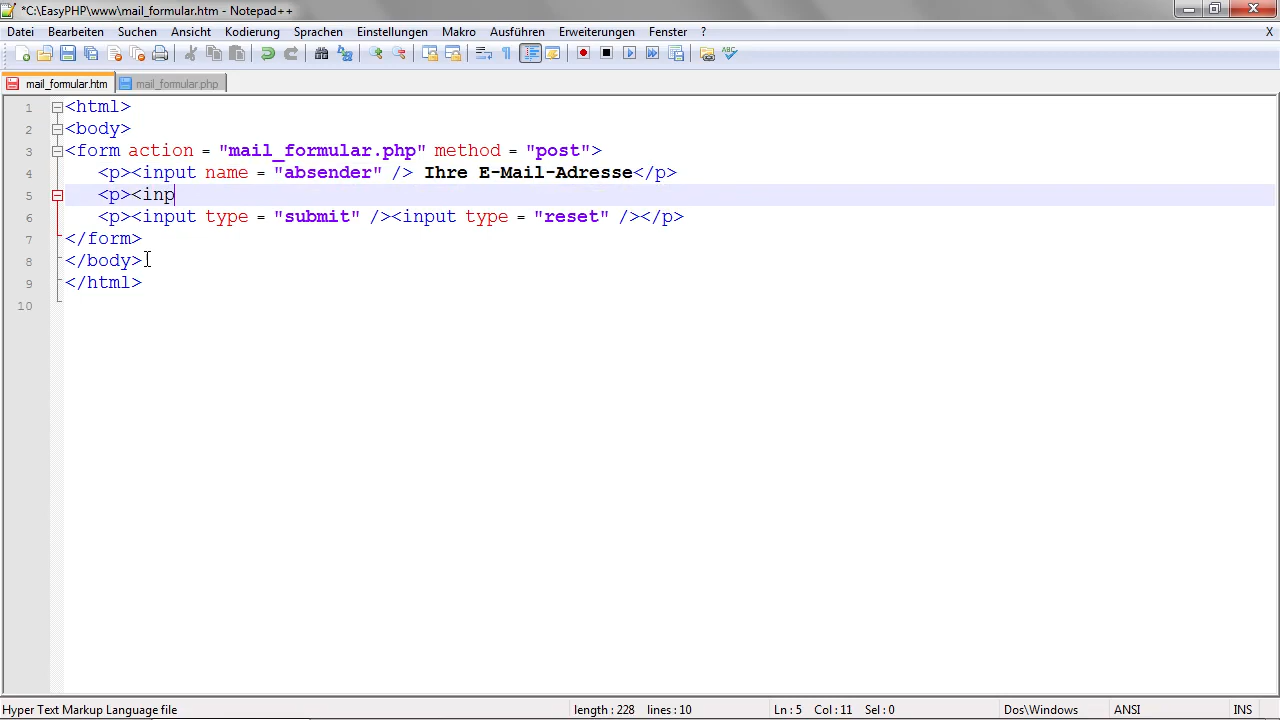 *C:\EasyPHP\www\mail_formular.htm - Notepad++
Datei Bearbeiten Suchen Ansicht Kodierung Sprachen Einstellungen Makro Ausführen Erweiterungen Fenster ? X
mail_formular.htm mail_formular.php
1 <html>
2 <body>
3 <form action = "mail_formular.php" method = "post">
4 <p><input name = "absender" /> Ihre E-Mail-Adresse</p>
5 <p><inp
6 <p><input type = "submit" /><input type = "reset" /></p>
7 </form>
8 </body>
9 </html>
10
Hyper Text Markup Language file length : 228 lines : 10 Ln : 5 Col : 11 Sel : 0 Dos\Windows ANSI INS